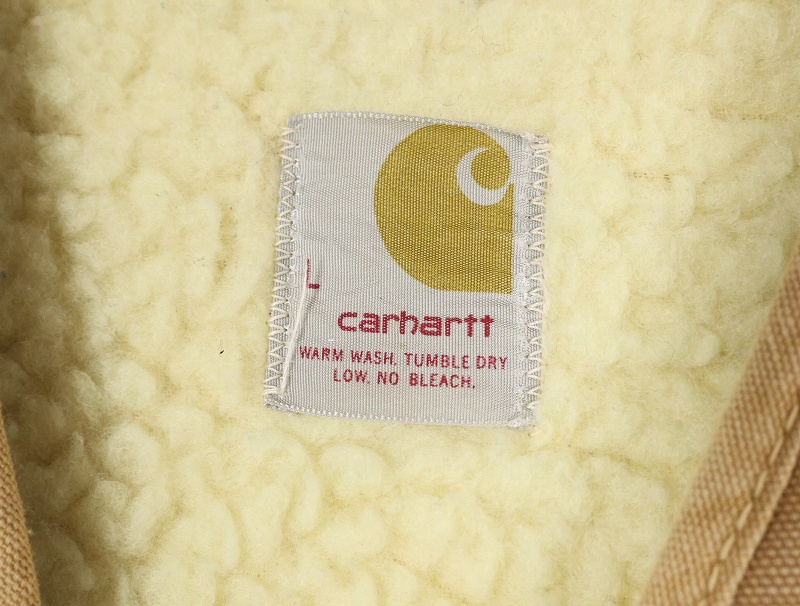 L
carhartt
WARM WASH. TUMBLE DRY
LOW. NO BLEACH.